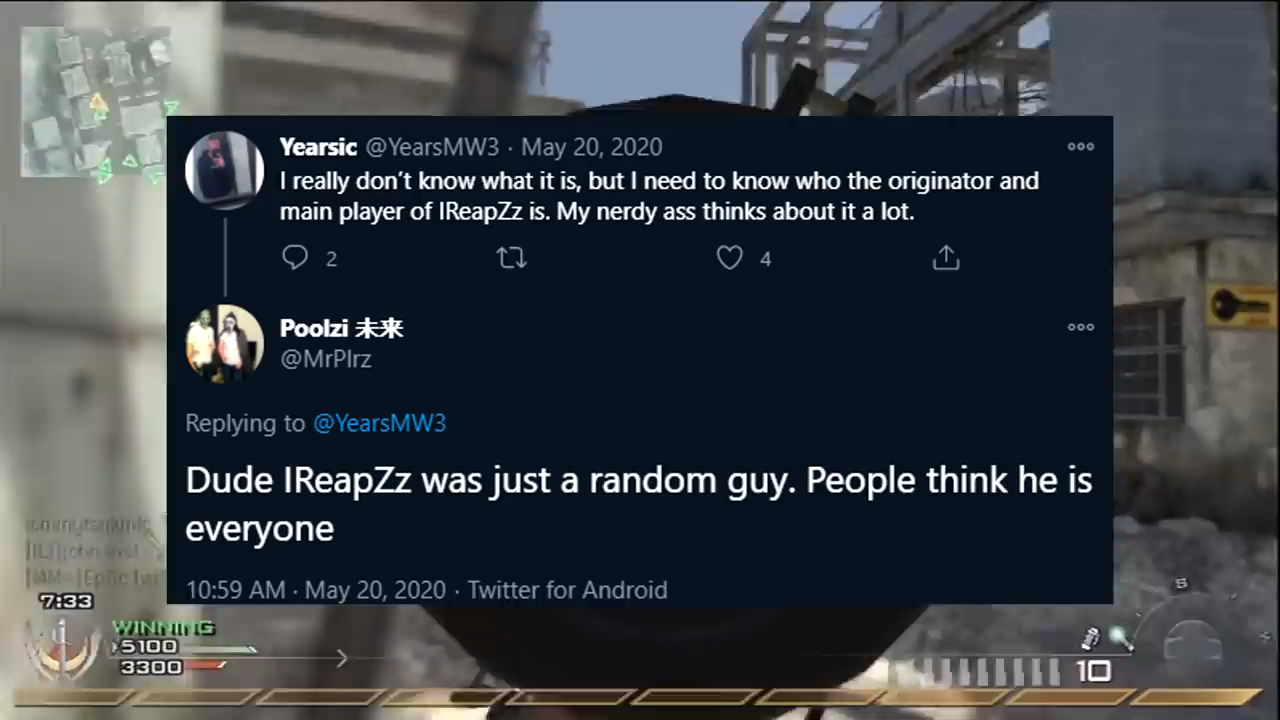 Yearsic @YearsMW3 · May 20, 2020
I really don't know what it is, but I need to know who the originator and
main player of IReapZz is. My nerdy ass thinks about it a lot.
2
4
Poolzi 未来
@MrPlrz
Replying to @YearsMW3
Dude IReapZz was just a random guy. People think he is
everyone
10:59 AM · May 20, 2020 · Twitter for Android
7:33
WINNING
5100
3300
S
10